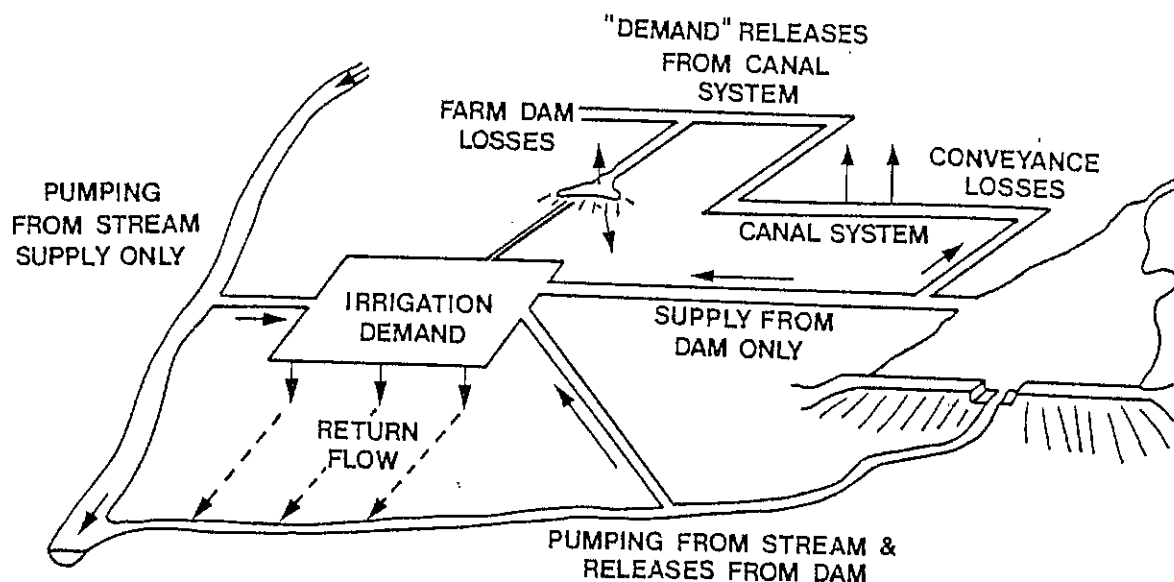 "DEMAND" RELEASES
FROM CANAL
SYSTEM
FARM DAM
LOSSES
CONVEYANCE
LOSSES
PUMPING
FROM STREAM
SUPPLY ONLY
CANAL SYSTEM
IRRIGATION
DEMAND
SUPPLY FROM
DAM ONLY
RETURN
FLOW
PUMPING FROM STREAM &
RELEASES FROM DAM